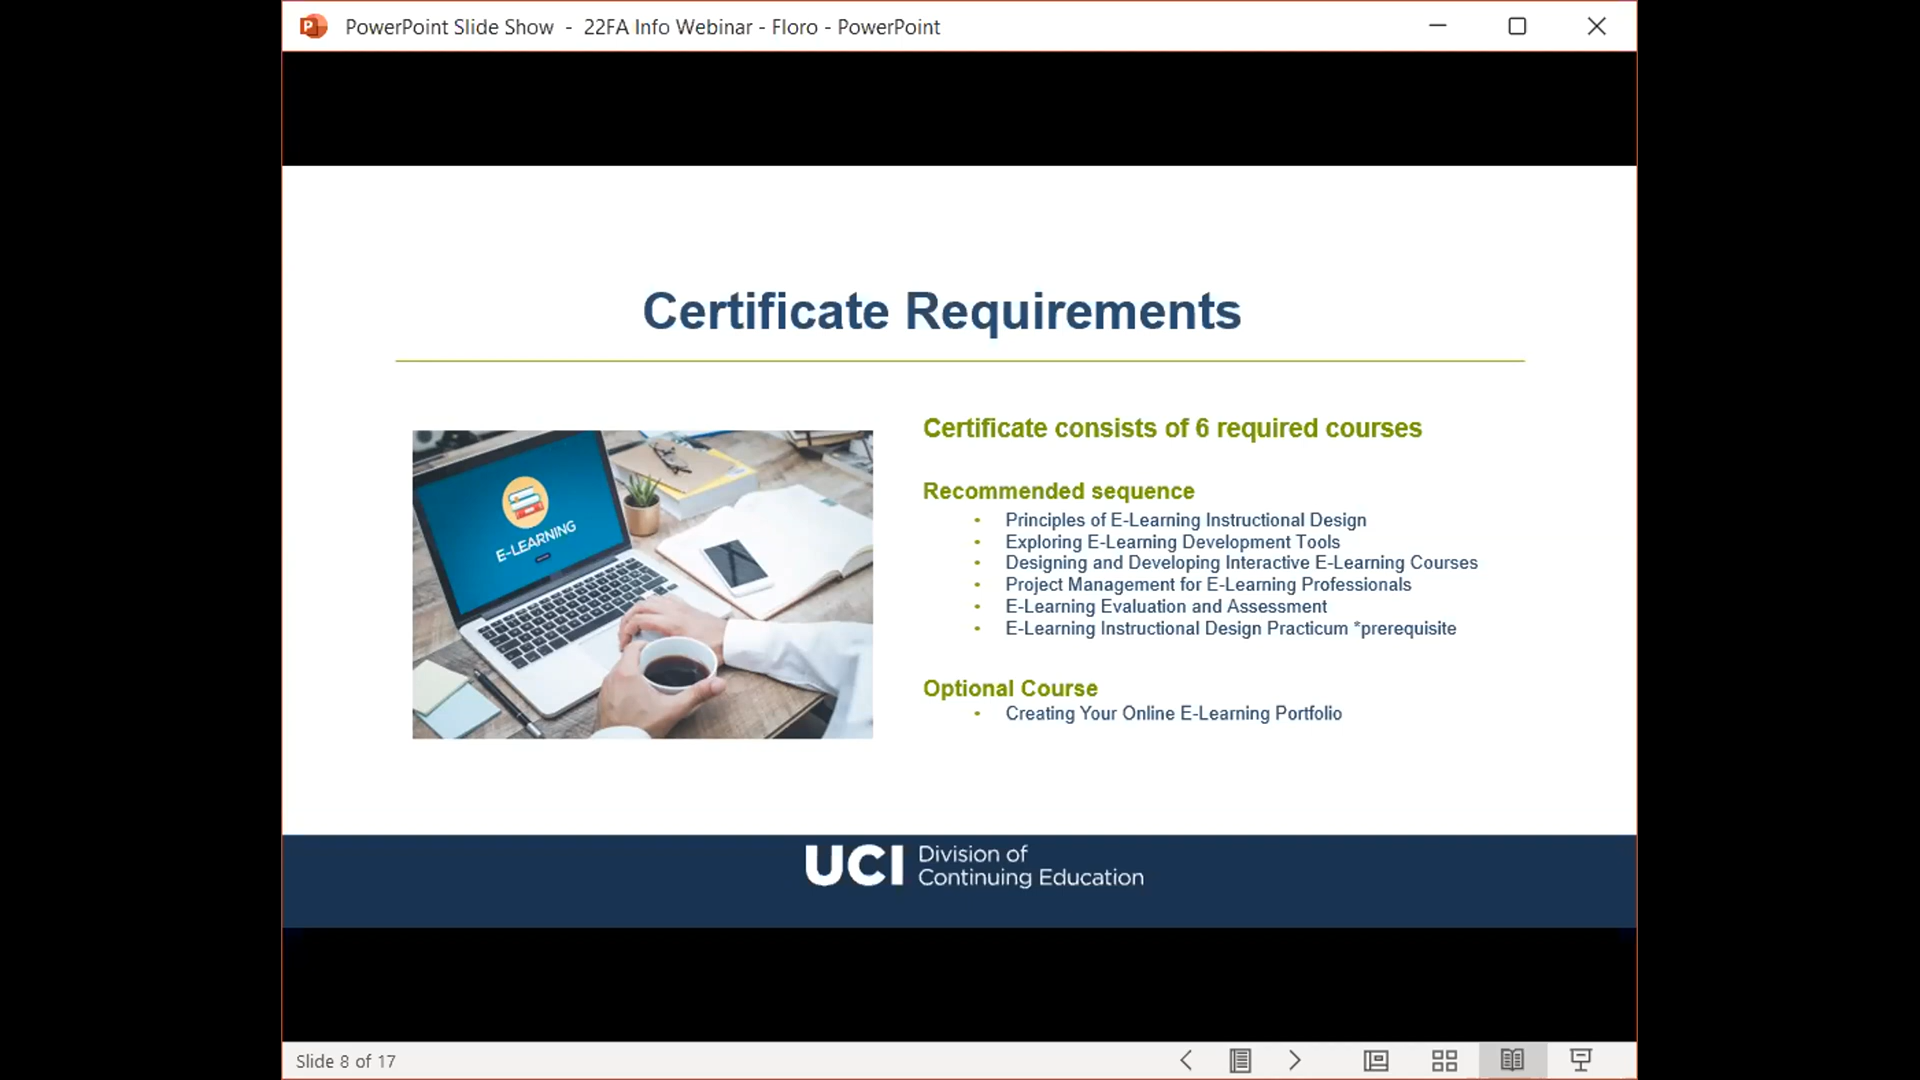 PowerPoint Slide Show - 22FA Info Webinar - Floro - PowerPoint
Certificate Requirements
E-LEARNING
Certificate consists of 6 required courses
Recommended sequence
• Principles of E-Learning Instructional Design
• Exploring E-Learning Development Tools
• Designing and Developing Interactive E-Learning Courses
• Project Management for E-Learning Professionals
• E-Learning Evaluation and Assessment
• E-Learning Instructional Design Practicum *prerequisite
Optional Course
• Creating Your Online E-Learning Portfolio
UCI Division of
Continuing Education
Slide 8 of 17